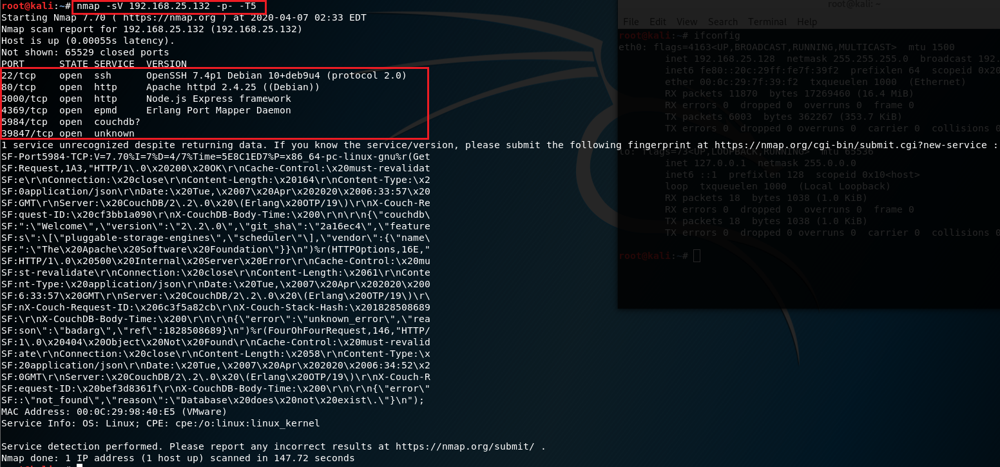 root@kali:~# nmap -sV 192.168.25.132 -p- -T5
Starting Nmap 7.70 ( https://nmap.org ) at 2020-04-07 02:33 EDT
Nmap scan report for 192.168.25.132 (192.168.25.132)
Host is up (0.00055s latency).
Not shown: 65529 closed ports
PORT      STATE SERVICE  VERSION
22/tcp    open  ssh      OpenSSH 7.4p1 Debian 10+deb9u4 (protocol 2.0)
80/tcp    open  http     Apache httpd 2.4.25 ((Debian))
3000/tcp  open  http     Node.js Express framework
4369/tcp  open  epmd     Erlang Port Mapper Daemon
5984/tcp  open  couchdb?
39847/tcp open  unknown
1 service unrecognized despite returning data. If you know the service/version, please submit the following fingerprint at https://nmap.org/cgi-bin/submit.cgi?new-service :
SF-Port5984-TCP:V=7.70%I=7%D=4/7%Time=5E8C1ED7%P=x86_64-pc-linux-gnu%r(Get
SF:Request,1A3,"HTTP/1\.0\x20200\x20OK\r\nCache-Control:\x20must-revalidat
SF:e\r\nConnection:\x20close\r\nContent-Length:\x20164\r\nContent-Type:\x2
SF:0application/json\r\nDate:\x20Tue,\x2007\x20Apr\x202020\x2006:33:57\x20
SF:GMT\r\nServer:\x20CouchDB/2\.2\.0\x20\(Erlang\x20OTP/19\)\r\nX-Couch-Re
SF:quest-ID:\x20cf3bb1a090\r\nX-CouchDB-Body-Time:\x200\r\n\r\n{\"couchdb\
SF:":\"Welcome\",\"version\":\"2\.2\.0\",\"git_sha\":\"2a16ec4\",\"feature
SF:s\":\[\"pluggable-storage-engines\",\"scheduler\"\],\"vendor\":{\"name\
SF:":\"The\x20Apache\x20Software\x20Foundation\"}}\n")%r(HTTPOptions,16E,"
SF:HTTP/1\.0\x20500\x20Internal\x20Server\x20Error\r\nCache-Control:\x20mu
SF:st-revalidate\r\nConnection:\x20close\r\nContent-Length:\x2061\r\nConte
SF:nt-Type:\x20application/json\r\nDate:\x20Tue,\x2007\x20Apr\x202020\x200
SF:6:33:57\x20GMT\r\nServer:\x20CouchDB/2\.2\.0\x20\(Erlang\x20OTP/19\)\r\
SF:nX-Couch-Request-ID:\x206c3f5a82cb\r\nX-Couch-Stack-Hash:\x201828508689
SF:\r\nX-CouchDB-Body-Time:\x200\r\n\r\n{\"error\":\"unknown_error\",\"rea
SF:son\":\"badarg\",\"ref\":1828508689}\n")%r(FourOhFourRequest,146,"HTTP/
SF:1\.0\x20404\x20Object\x20Not\x20Found\r\nCache-Control:\x20must-revalid
SF:ate\r\nConnection:\x20close\r\nContent-Length:\x2058\r\nContent-Type:\x
SF:20application/json\r\nDate:\x20Tue,\x2007\x20Apr\x202020\x2006:34:52\x2
SF:0GMT\r\nServer:\x20CouchDB/2\.2\.0\x20\(Erlang\x20OTP/19\)\r\nX-Couch-R
SF:equest-ID:\x20bef3d8361f\r\nX-CouchDB-Body-Time:\x200\r\n\r\n{\"error\"
SF::\"not_found\",\"reason\":\"Database\x20does\x20not\x20exist\.\"}\n");
MAC Address: 00:0C:29:98:40:E5 (VMware)
Service Info: OS: Linux; CPE: cpe:/o:linux:linux_kernel
Service detection performed. Please report any incorrect results at https://nmap.org/submit/ .
Nmap done: 1 IP address (1 host up) scanned in 147.72 seconds
root@kali: ~
File Edit View Search Terminal Help
root@kali:~# ifconfig
eth0: flags=4163<UP,BROADCAST,RUNNING,MULTICAST>  mtu 1500
inet 192.168.25.128  netmask 255.255.255.0  broadcast 192.
inet6 fe80::20c:29ff:fe7f:39f2  prefixlen 64  scopeid 0x20
ether 00:0c:29:7f:39:f2  txqueuelen 1000  (Ethernet)
RX packets 11870  bytes 17269460 (16.4 MiB)
RX errors 0  dropped 0  overruns 0  frame 0
TX packets 6003  bytes 362267 (353.7 KiB)
TX errors 0  dropped 0 overruns 0  carrier 0  collisions 0
lo: flags=73<UP,LOOPBACK,RUNNING>  mtu 65536
inet 127.0.0.1  netmask 255.0.0.0
inet6 ::1  prefixlen 128  scopeid 0x10<host>
loop  txqueuelen 1000  (Local Loopback)
RX packets 18  bytes 1038 (1.0 KiB)
RX errors 0  dropped 0  overruns 0  frame 0
TX packets 18  bytes 1038 (1.0 KiB)
TX errors 0  dropped 0 overruns 0  carrier 0  collisions 0
root@kali:~#